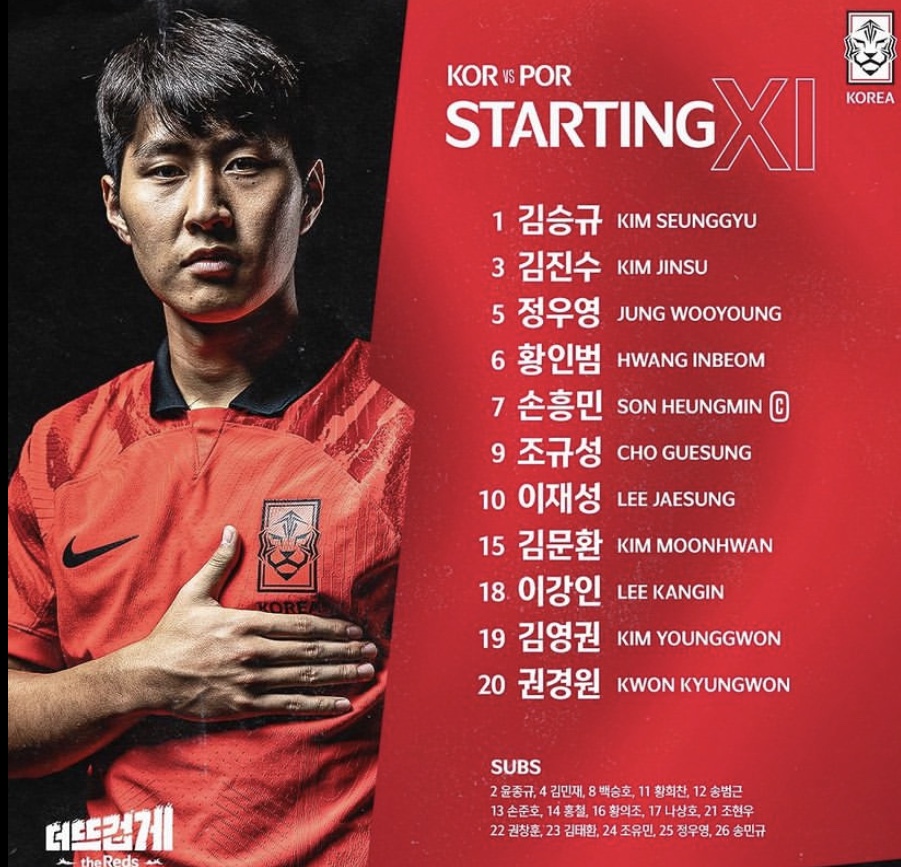 KOREA
KOR vs POR
STARTING XI
1 김승규 KIM SEUNGGYU
3 김진수 KIM JINSU
5 정우영 JUNG WOOYOUNG
6 황인범 HWANG INBEOM
7 손흥민 SON HEUNGMIN C
9 조규성 CHO GUESUNG
10 이재성 LEE JAESUNG
15 김문환 KIM MOONHWAN
18 이강인 LEE KANGIN
19 김영권 KIM YOUNGGWON
20 권경원 KWON KYUNGWON
KOREA
SUBS
2 윤종규, 4 김민재, 8 백승호, 11 황희찬, 12 송범근
13 손준호, 14 홍철, 16 황의조, 17 나상호, 21 조현우
22 권창훈, 23 김태환, 24 조유민, 25 정우영, 26 송민규
더뜨겁게
the Reds